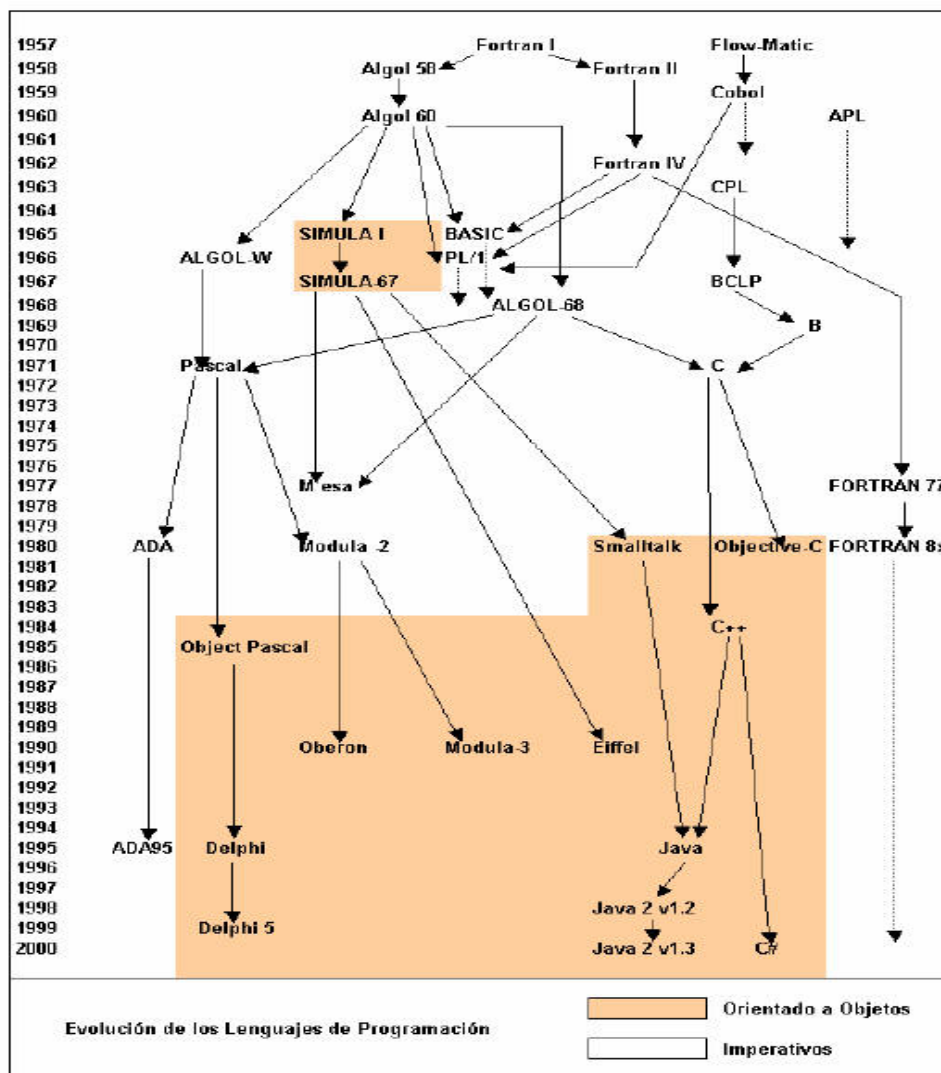 1957 Fortran I Flow-Matic
1958 Algol 58 Fortran II
1959 Cobol
1960 Algol 60 APL
1961
1962 Fortran IV
1963 CPL
1964
1965 SIMULA I BASIC
1966 ALGOL-W PL/1
1967 SIMULA-67 BCLP
1968 ALGOL-68
1969 B
1970
1971 Pascal C
1972
1973
1974
1975
1976
1977 Mesa FORTRAN 77
1978
1979
1980 ADA Modula -2 Smalltalk Objective-C FORTRAN 8x
1981
1982
1983
1984 C++
1985 Object Pascal
1986
1987
1988
1989
1990 Oberon Modula-3 Eiffel
1991
1992
1993
1994
1995 ADA95 Delphi Java
1996
1997
1998 Java 2 v1.2
1999 Delphi 5
2000 Java 2 v1.3 C#
Evolución de los Lenguajes de Programación
Orientado a Objetos
Imperativos